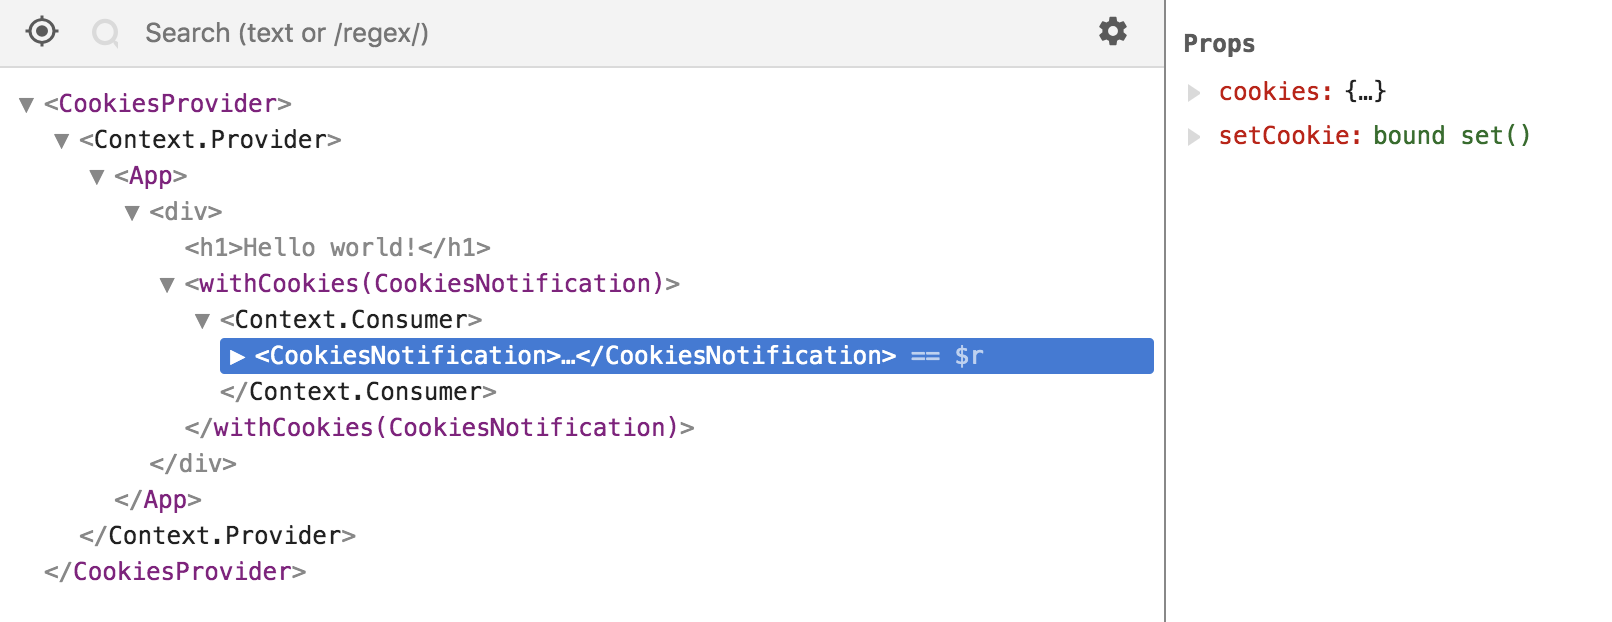 Search (text or /regex/)
▼ <CookiesProvider>
▼ <Context.Provider>
▼ <App>
▼ <div>
<h1>Hello world!</h1>
▼ <withCookies(CookiesNotification)>
▼ <Context.Consumer>
▶ <CookiesNotification>…</CookiesNotification> == $r
</Context.Consumer>
</withCookies(CookiesNotification)>
</div>
</App>
</Context.Provider>
</CookiesProvider>
Props
▶ cookies: {…}
▶ setCookie: bound set()